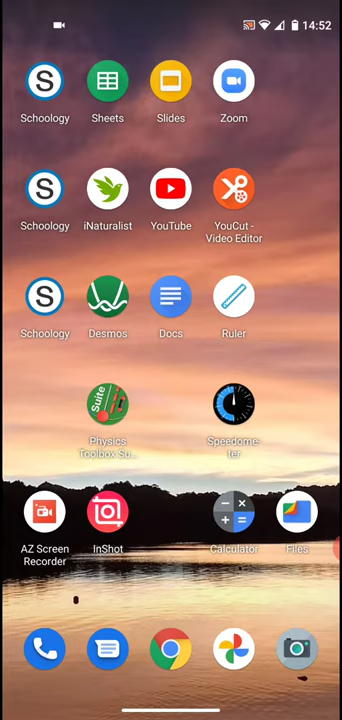 14:52
Schoology
Sheets
Slides
Zoom
Schoology
iNaturalist
YouTube
YouCut -
Video Editor
Schoology
Desmos
Docs
Ruler
Suite
Physics
Toolbox Su...
Speedome-
ter
AZ Screen
Recorder
InShot
Calculator
Files